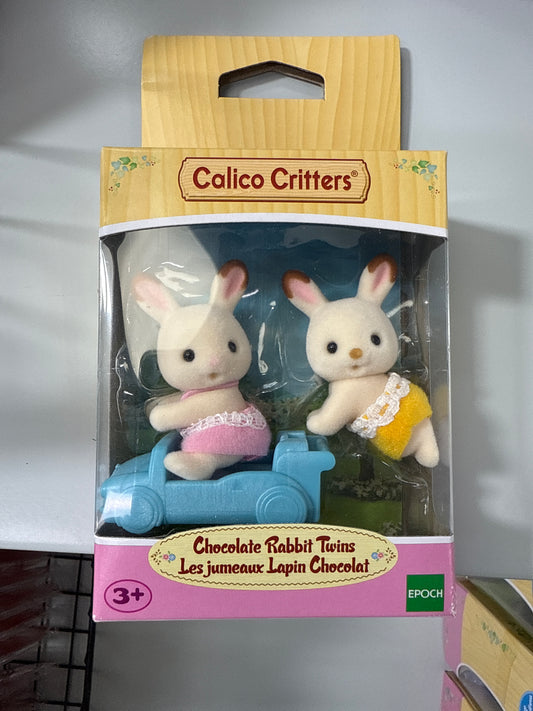 Calico Critters®
Chocolate Rabbit Twins
Les jumeaux Lapin Chocolat
3+
EPOCH